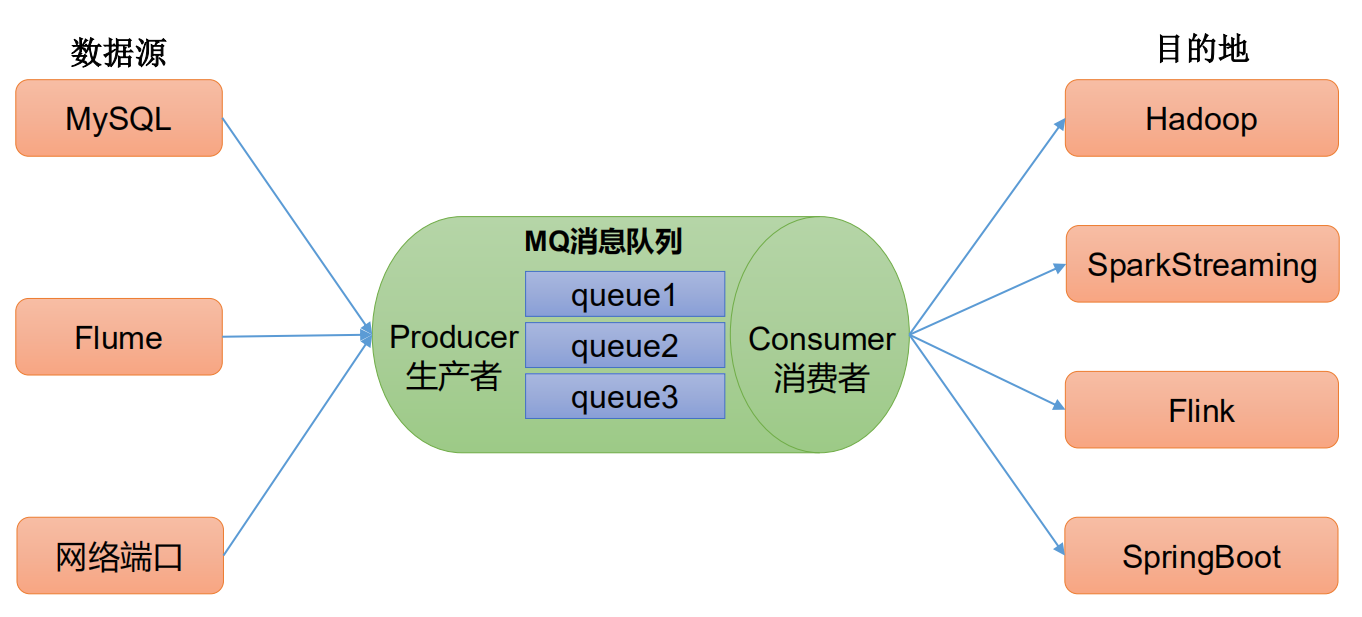 数据源
MySQL
Flume
网络端口
MQ消息队列
Producer
生产者
queue1
queue2
queue3
Consumer
消费者
目的地
Hadoop
SparkStreaming
Flink
SpringBoot